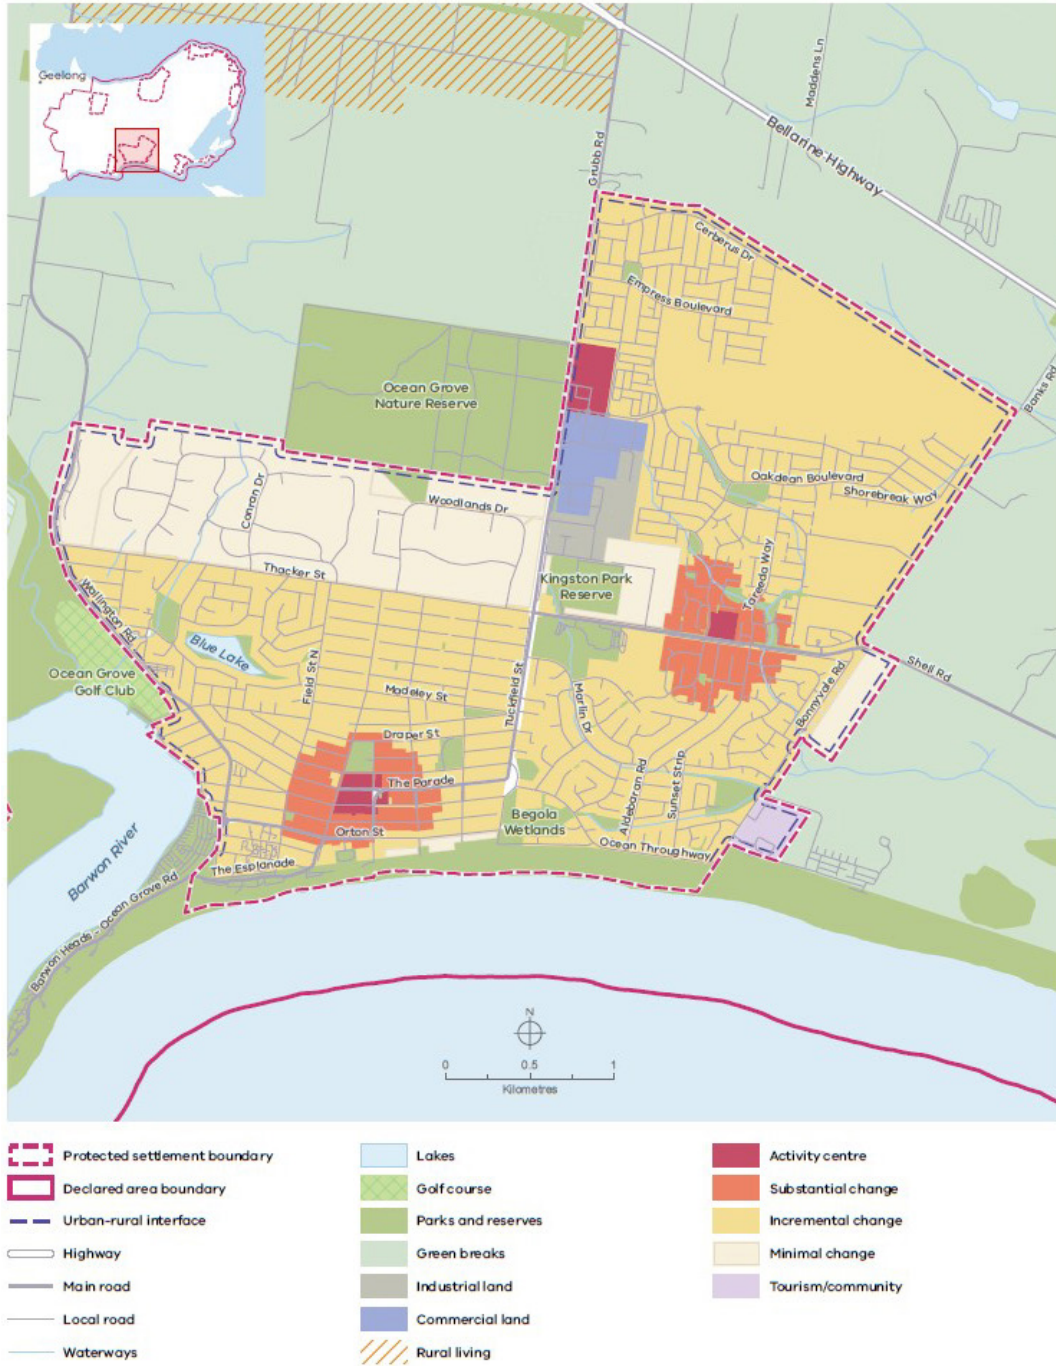 Geelong
Maddens Ln
Bellarine Highway
Grubb Rd
Cerberus Dr
Empress Boulevard
Banks Rd
Ocean Grove
Nature Reserve
Oakdean Boulevard
Shorebreak Way
Conran Dr
Woodlands Dr
Thacker St
Kingston Park
Reserve
Tareeda Way
Wallington Rd
Blue Lake
Ocean Grove
Golf Club
Field St N
Madeley St
Tuckfield St
Marlin Dr
Shell Rd
Bonnyvale Rd
Draper St
The Parade
Orton St
Aldebaran Rd
Sunset Strip
Begola
Wetlands
Ocean Throughway
The Esplanade
Barwon River
Barwon Heads - Ocean Grove Rd
N
0 0.5 1
Kilometres
Protected settlement boundary
Declared area boundary
Urban-rural interface
Highway
Main road
Local road
Waterways
Lakes
Golf course
Parks and reserves
Green breaks
Industrial land
Commercial land
Rural living
Activity centre
Substantial change
Incremental change
Minimal change
Tourism/community